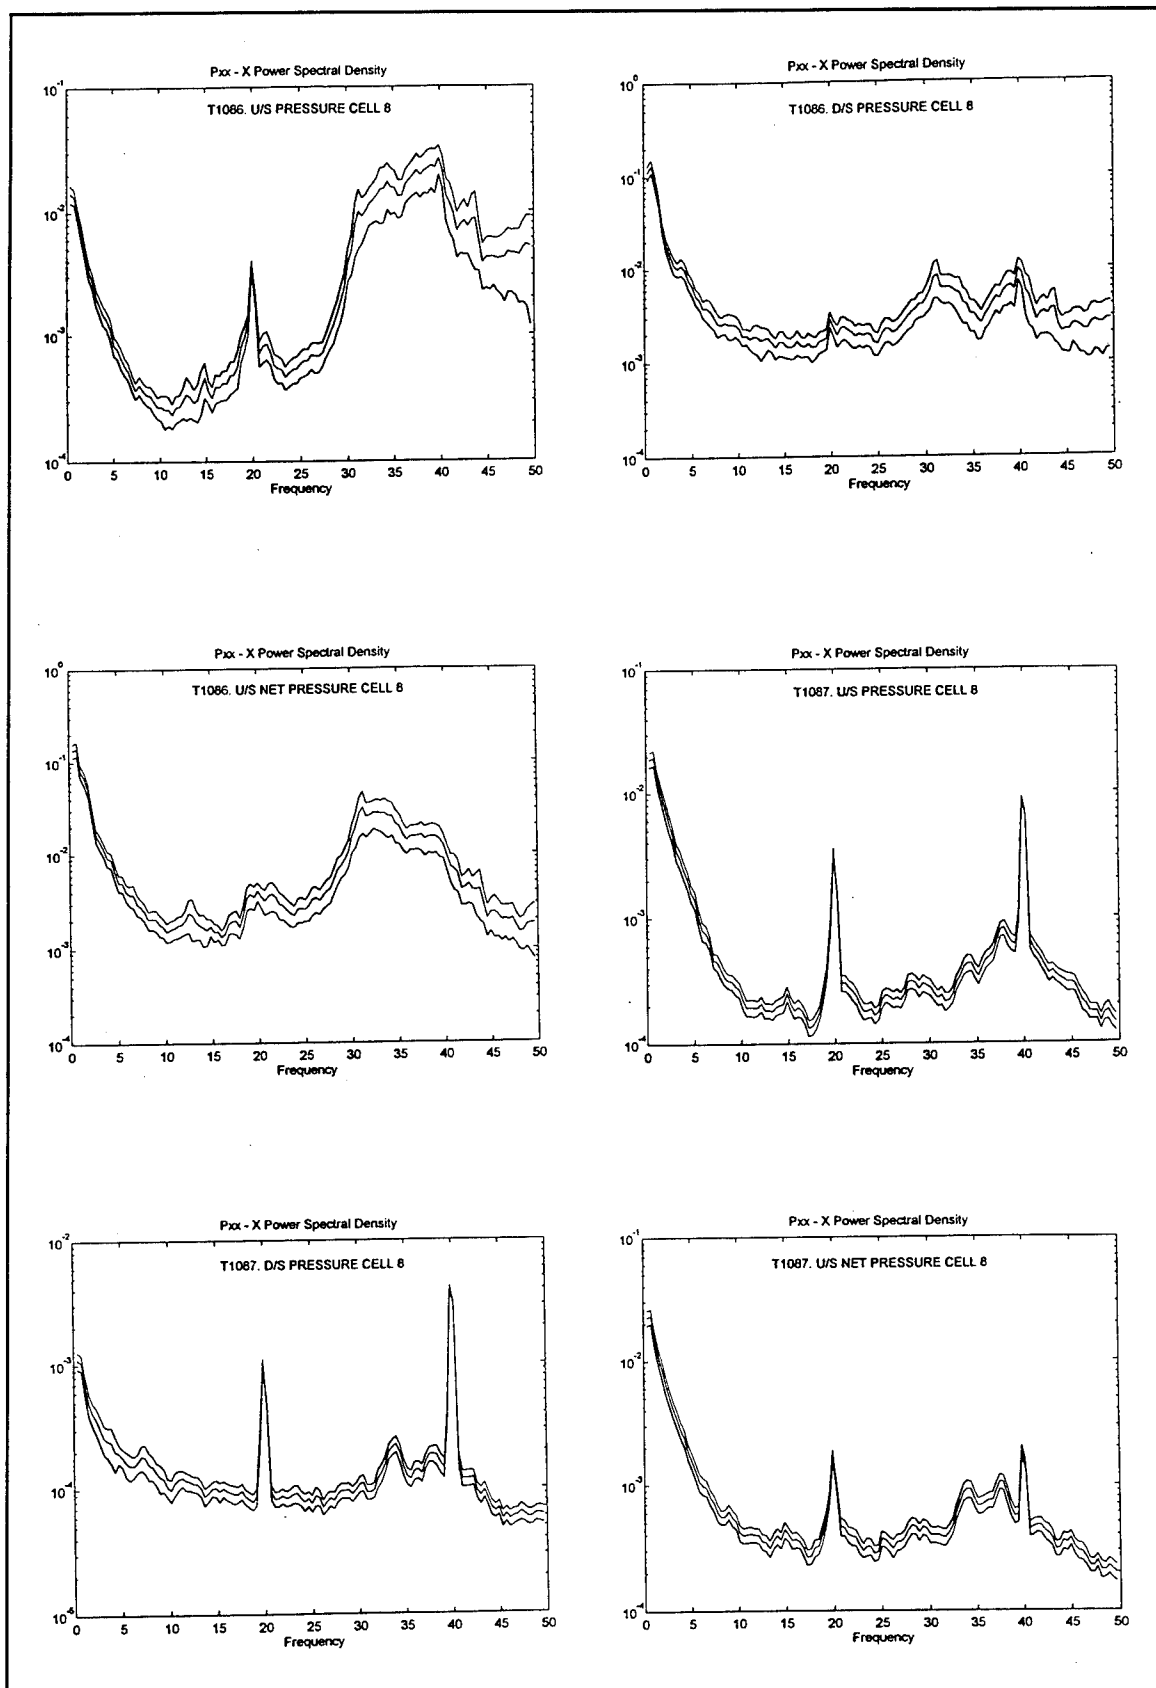 Pxx - X Power Spectral Density
T1086. U/S PRESSURE CELL 8
10^-1
10^-2
10^-3
10^-4
0 5 10 15 20 25 30 35 40 45 50
Frequency
Pxx - X Power Spectral Density
T1086. D/S PRESSURE CELL 8
10^0
10^-1
10^-2
10^-3
10^-4
0 5 10 15 20 25 30 35 40 45 50
Frequency
Pxx - X Power Spectral Density
T1086. U/S NET PRESSURE CELL 8
10^0
10^-1
10^-2
10^-3
10^-4
0 5 10 15 20 25 30 35 40 45 50
Frequency
Pxx - X Power Spectral Density
T1087. U/S PRESSURE CELL 8
10^-1
10^-2
10^-3
10^-4
0 5 10 15 20 25 30 35 40 45 50
Frequency
Pxx - X Power Spectral Density
T1087. D/S PRESSURE CELL 8
10^-2
10^-3
10^-4
10^-5
0 5 10 15 20 25 30 35 40 45 50
Frequency
Pxx - X Power Spectral Density
T1087. U/S NET PRESSURE CELL 8
10^-1
10^-2
10^-3
10^-4
0 5 10 15 20 25 30 35 40 45 50
Frequency